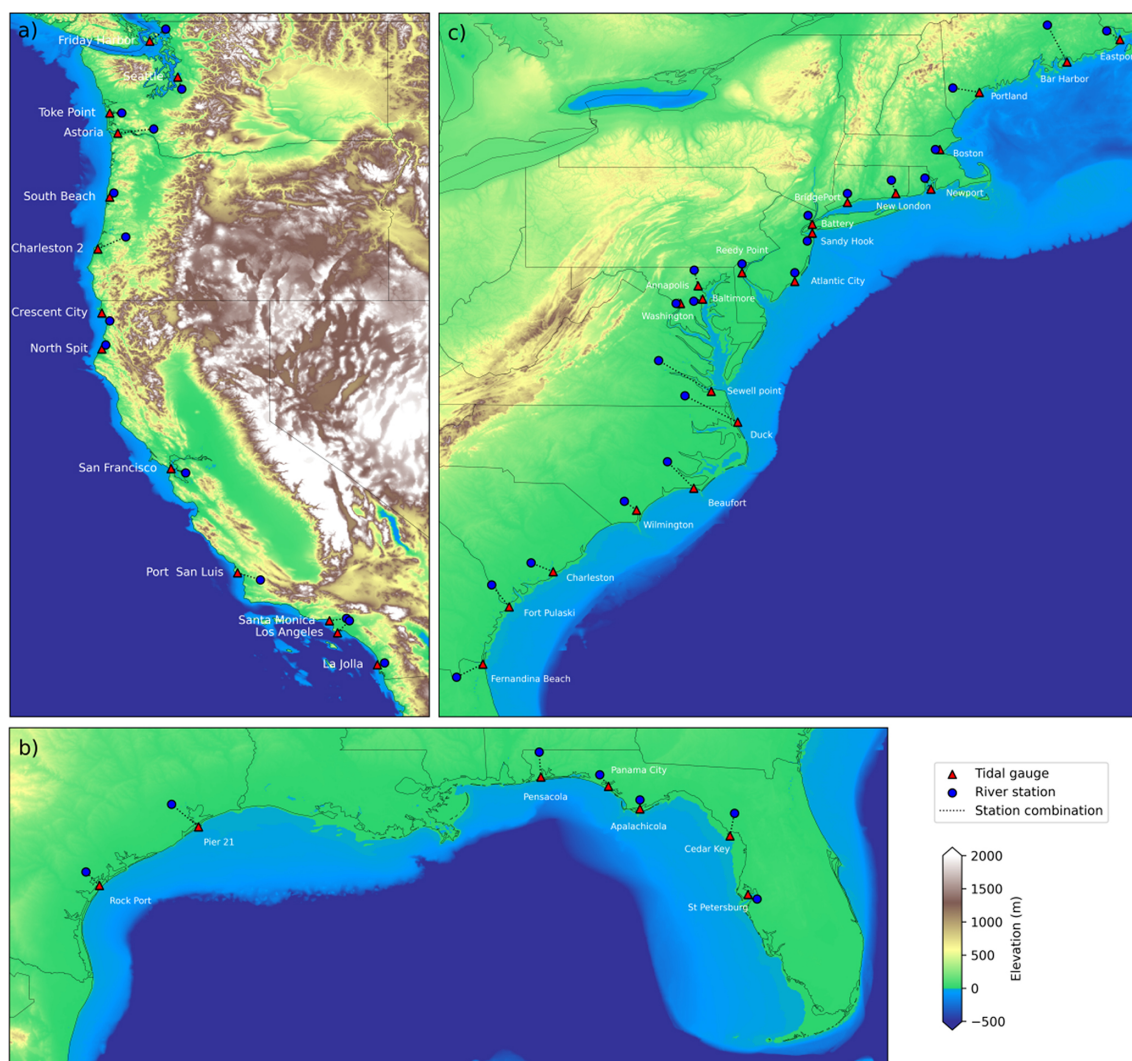 a)
Friday Harbor
Seattle
Toke Point
Astoria
South Beach
Charleston 2
Crescent City
North Spit
San Francisco
Port San Luis
Santa Monica
Los Angeles
La Jolla
c)
Eastpor
Bar Harbor
Portland
Boston
Newport
BridgePort
New London
Battery
Sandy Hook
Reedy Point
Atlantic City
Annapolis
Baltimore
Washington
Sewell point
Duck
Beaufort
Wilmington
Charleston
Fort Pulaski
Fernandina Beach
b)
Panama City
Pensacola
Apalachicola
Pier 21
Cedar Key
Rock Port
St Petersburg
Tidal gauge
River station
Station combination
2000
1500
1000
500
0
−500
Elevation (m)